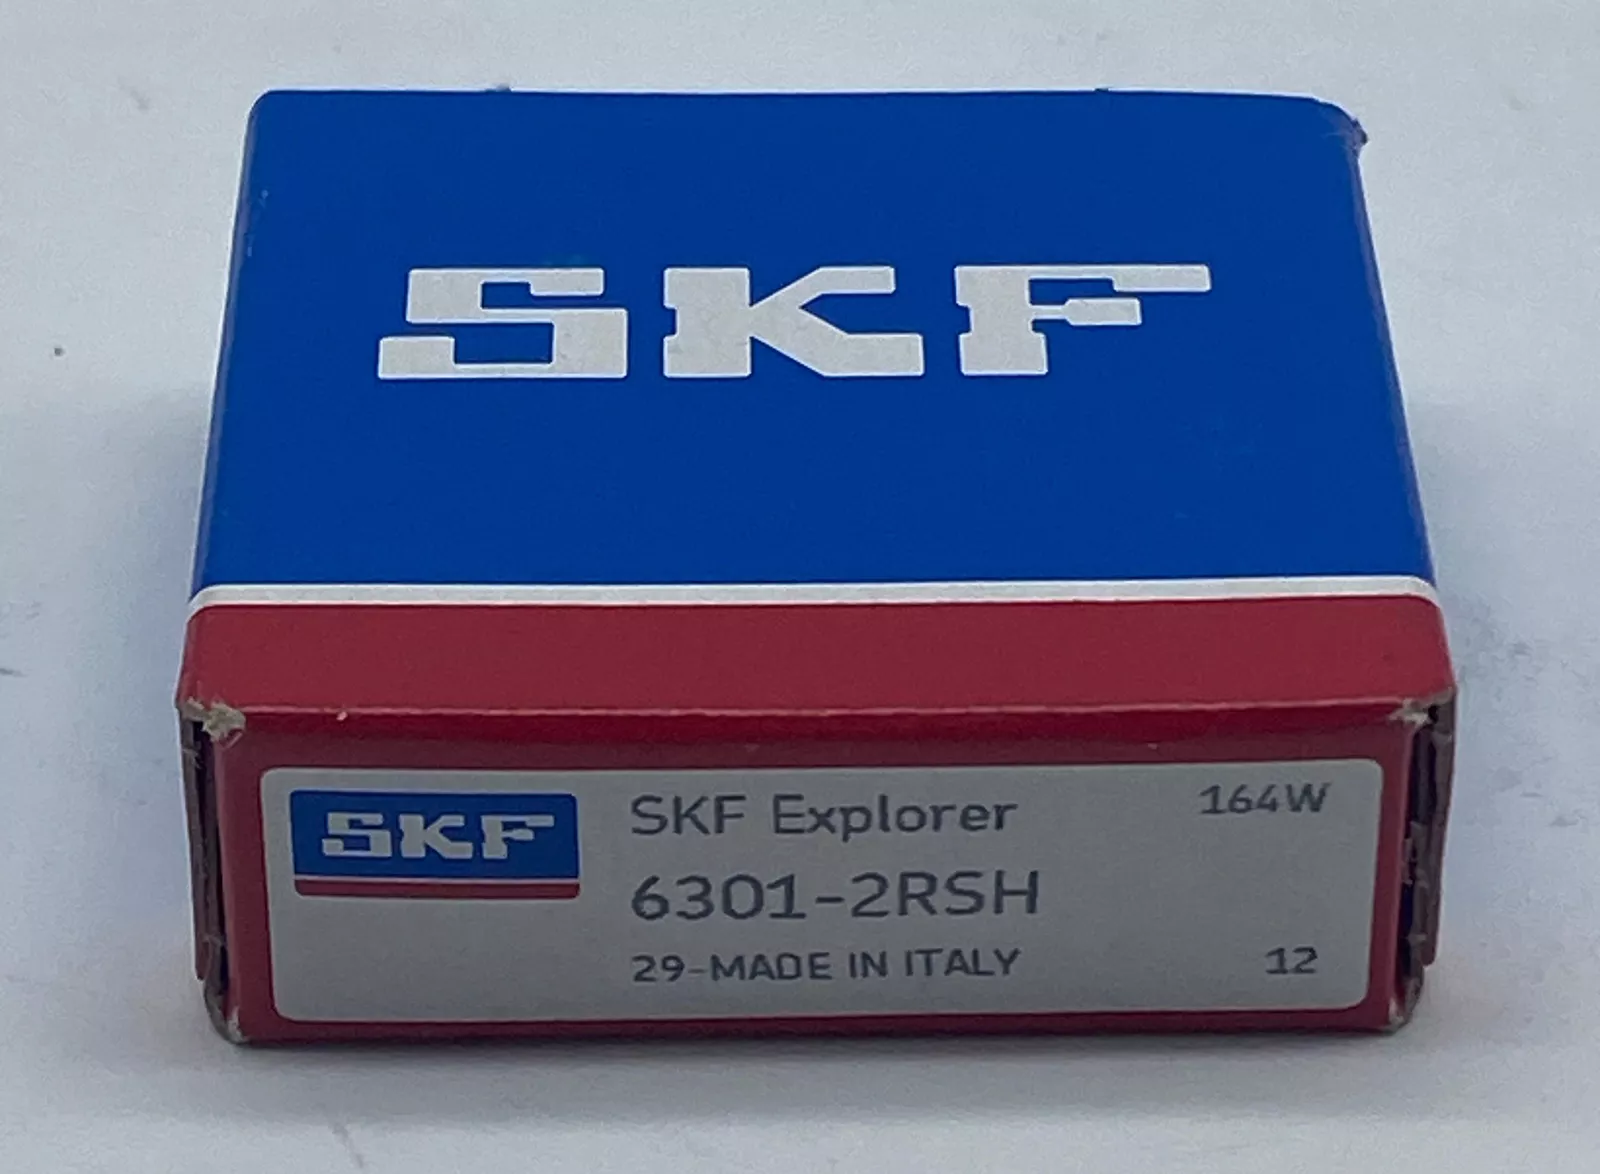 SKF
SKF
SKF Explorer
164W
6301-2RSH
29-MADE IN ITALY
12